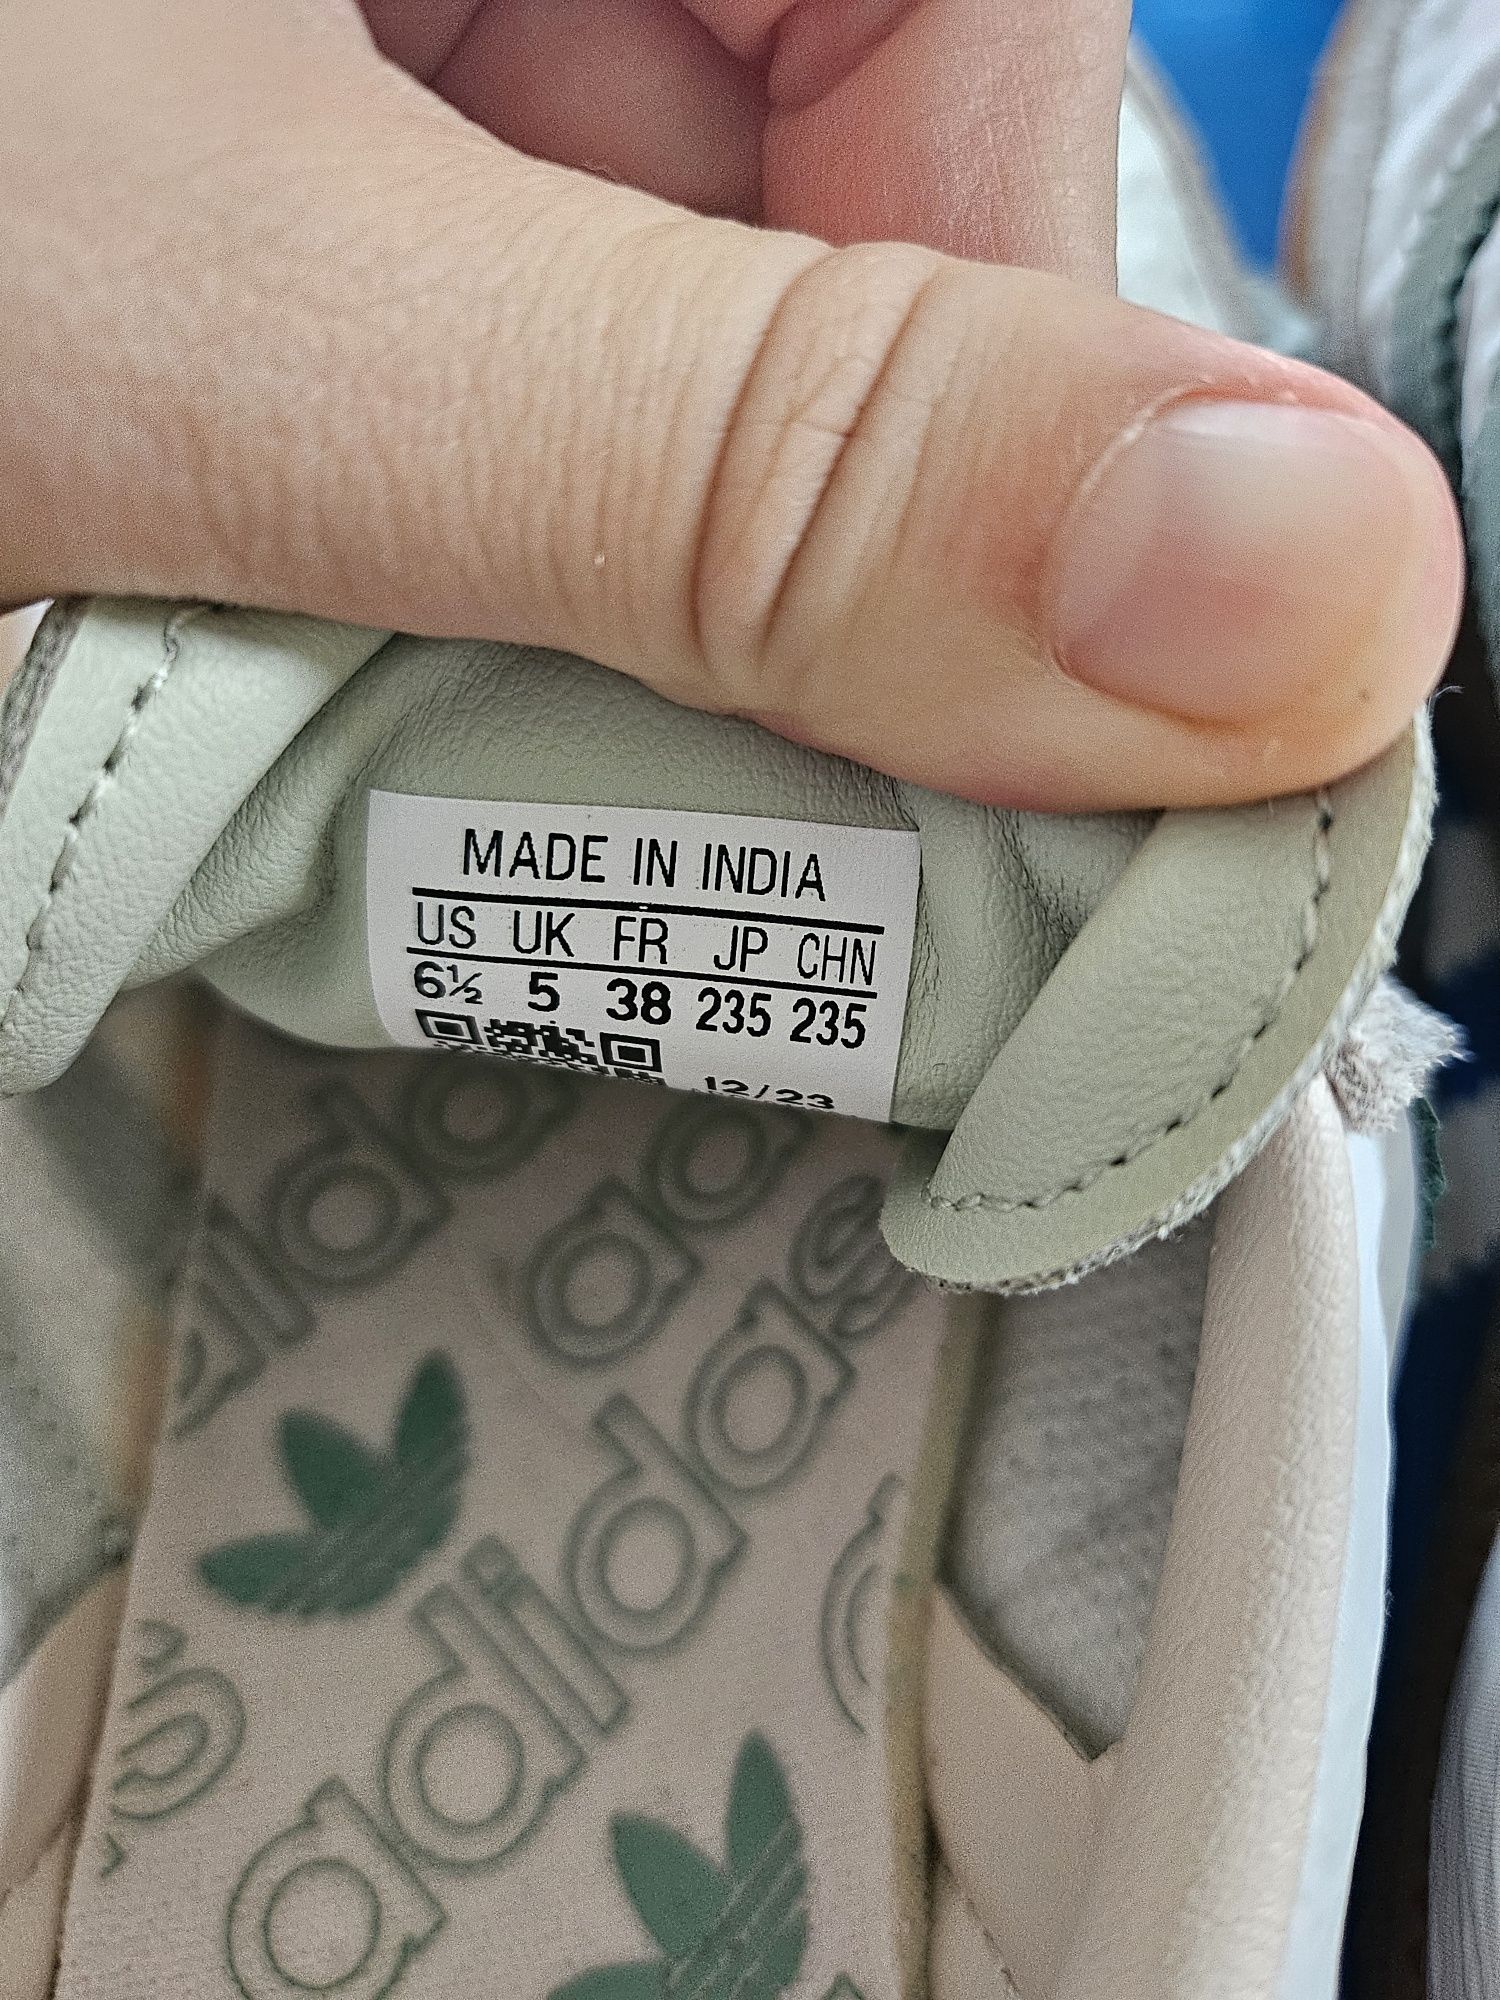 MADE IN INDIA
US UK FR JP CHN
6½ 5 38 235 235
12/23
adidas
adidas
adidas